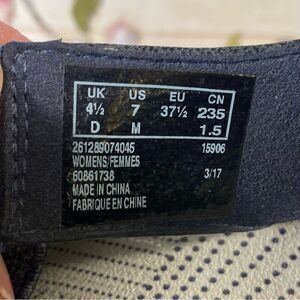 UK US EU CN
4½ 7 37½ 235
D M 1.5
261289074045 15906
WOMENS/FEMMES
60861738 3/17
MADE IN CHINA
FABRIQUE EN CHINE